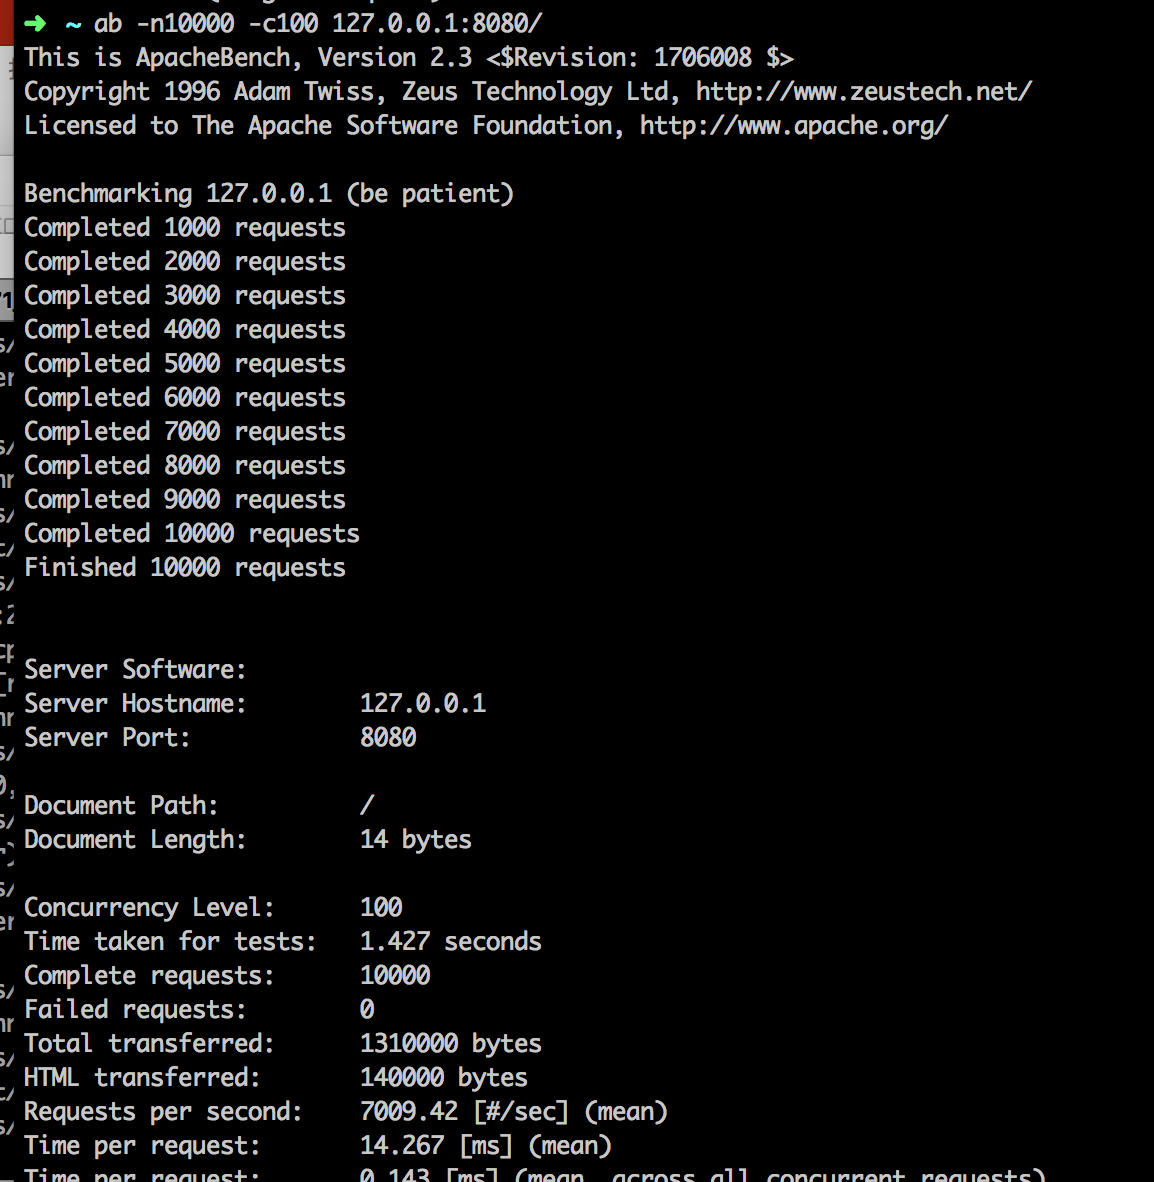 ➜ ~ ab -n10000 -c100 127.0.0.1:8080/
This is ApacheBench, Version 2.3 <$Revision: 1706008 $>
Copyright 1996 Adam Twiss, Zeus Technology Ltd, http://www.zeustech.net/
Licensed to The Apache Software Foundation, http://www.apache.org/
Benchmarking 127.0.0.1 (be patient)
Completed 1000 requests
Completed 2000 requests
Completed 3000 requests
Completed 4000 requests
Completed 5000 requests
Completed 6000 requests
Completed 7000 requests
Completed 8000 requests
Completed 9000 requests
Completed 10000 requests
Finished 10000 requests
Server Software:
Server Hostname: 127.0.0.1
Server Port: 8080
Document Path: /
Document Length: 14 bytes
Concurrency Level: 100
Time taken for tests: 1.427 seconds
Complete requests: 10000
Failed requests: 0
Total transferred: 1310000 bytes
HTML transferred: 140000 bytes
Requests per second: 7009.42 [#/sec] (mean)
Time per request: 14.267 [ms] (mean)
Time per request: 0.143 [ms] (mean, across all concurrent requests)